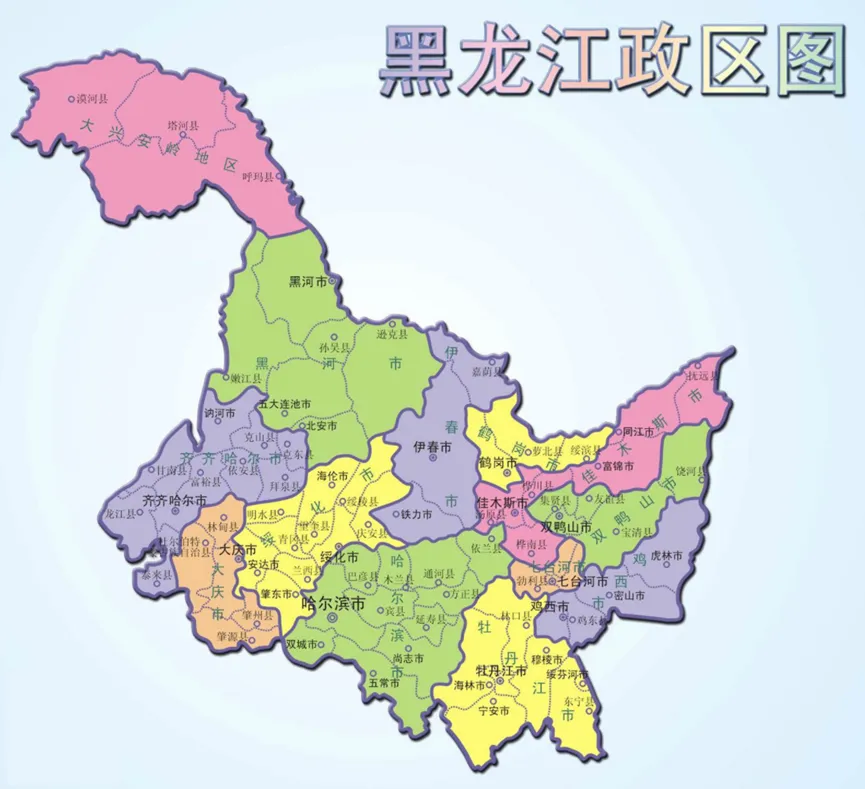 黑龙江政区图
漠河县
塔河县
大兴安岭地区
呼玛县
黑河市
逊克县
孙吴县
黑河市
嫩江县
五大连池市
北安市
伊春市
嘉荫县
伊春市
铁力市
讷河市
克山县
克东县
齐齐哈尔市
甘南县
依安县
富裕县
拜泉县
齐齐哈尔市
龙江县
泰来县
林甸县
杜尔伯特
自治县
大庆市
大庆市
肇州县
肇源县
海伦市
绥化市
绥棱县
明水县
望奎县
青冈县
庆安县
绥化市
安达市
兰西县
肇东市
鹤岗市
萝北县
绥滨县
鹤岗市
抚远县
佳木斯市
同江市
富锦市
桦川县
佳木斯市
汤原县
桦南县
饶河县
集贤县
友谊县
双鸭山市
双鸭山市
宝清县
依兰县
七台河市
七台河市
勃利县
虎林市
鸡西市
密山市
鸡西市
鸡东县
哈尔滨市
巴彦县
木兰县
通河县
方正县
哈尔滨市
宾县
延寿县
双城市
尚志市
五常市
林口县
牡丹江市
穆棱市
绥芬河市
牡丹江市
海林市
宁安市
东宁县